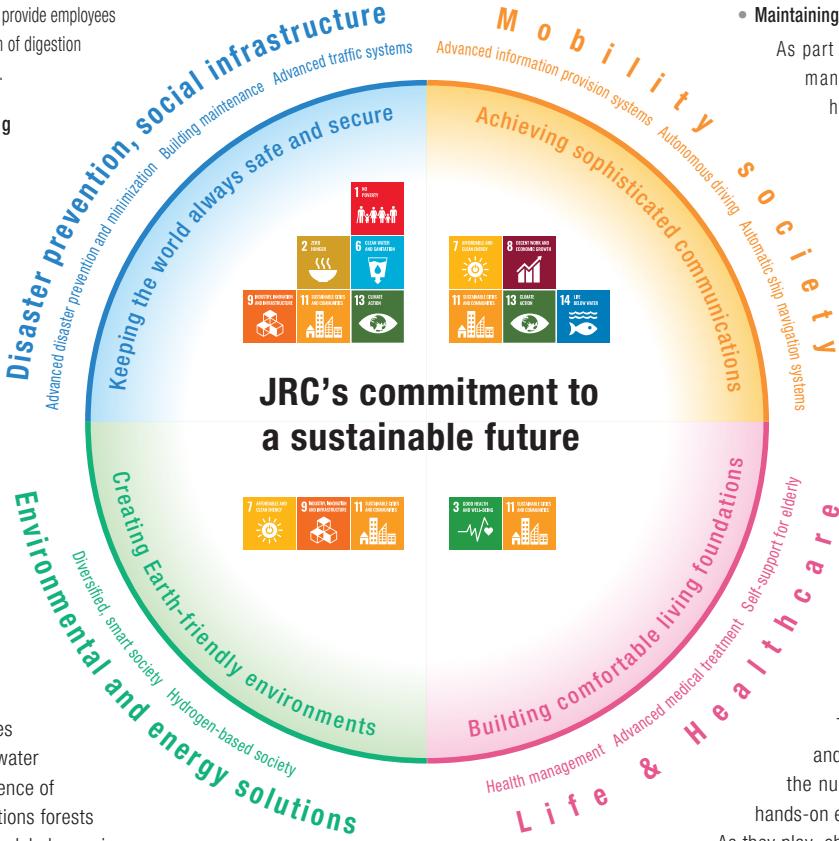 provide employees
n of digestion
Maintaining
As part
man
h
Disaster prevention, social infrastructure
Advanced disaster prevention and minimization Building maintenance Advanced traffic systems
Keeping the world always safe and secure
1 NO POVERTY
2 ZERO HUNGER
6 CLEAN WATER AND SANITATION
9 INDUSTRY, INNOVATION AND INFRASTRUCTURE
11 SUSTAINABLE CITIES AND COMMUNITIES
13 CLIMATE ACTION
Mobility society
Advanced information provision systems Autonomous driving Automatic ship navigation systems
Achieving sophisticated communications
7 AFFORDABLE AND CLEAN ENERGY
8 DECENT WORK AND ECONOMIC GROWTH
11 SUSTAINABLE CITIES AND COMMUNITIES
13 CLIMATE ACTION
14 LIFE BELOW WATER
JRC's commitment to
a sustainable future
7 AFFORDABLE AND CLEAN ENERGY
9 INDUSTRY, INNOVATION AND INFRASTRUCTURE
11 SUSTAINABLE CITIES AND COMMUNITIES
Creating Earth-friendly environments
Diversified, smart society Hydrogen-based society
Environmental and energy solutions
3 GOOD HEALTH AND WELL-BEING
11 SUSTAINABLE CITIES AND COMMUNITIES
Building comfortable living foundations
Health management Advanced medical treatment Self-support for elderly
Life & Healthcare
es
water
ence of
tions forests
and
the nu
hands-on e
As they play, ch